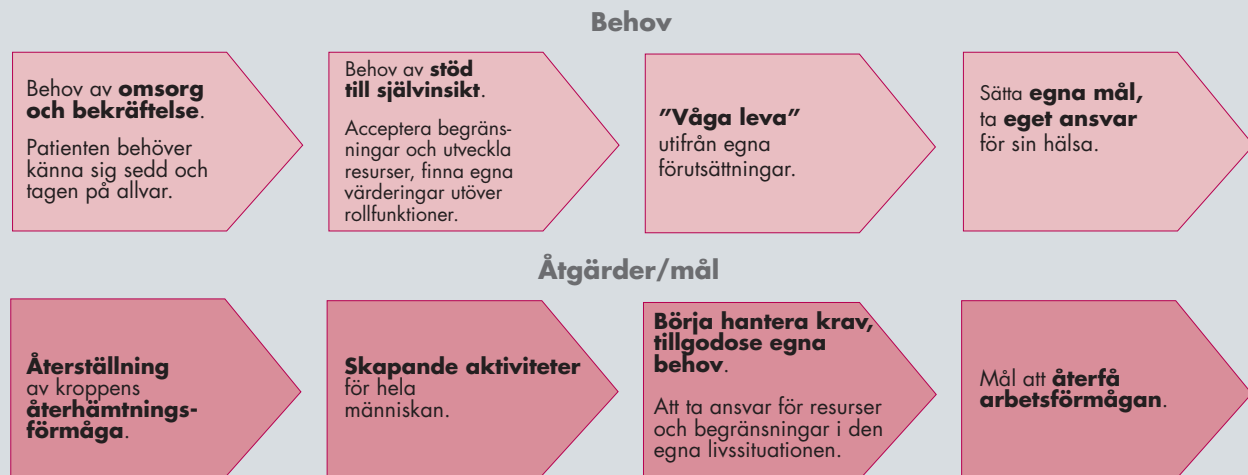 Behov
Behov av omsorg
och bekräftelse.
Patienten behöver
känna sig sedd och
tagen på allvar.
Behov av stöd
till självinsikt.
Acceptera begräns-
ningar och utveckla
resurser, finna egna
värderingar utöver
rollfunktioner.
”Våga leva”
utifrån egna
förutsättningar.
Sätta egna mål,
ta eget ansvar
för sin hälsa.
Åtgärder/mål
Återställning
av kroppens
återhämtnings-
förmåga.
Skapande aktiviteter
för hela
människan.
Börja hantera krav,
tillgodose egna
behov.
Att ta ansvar för resurser
och begränsningar i den
egna livssituationen.
Mål att återfå
arbetsförmågan.